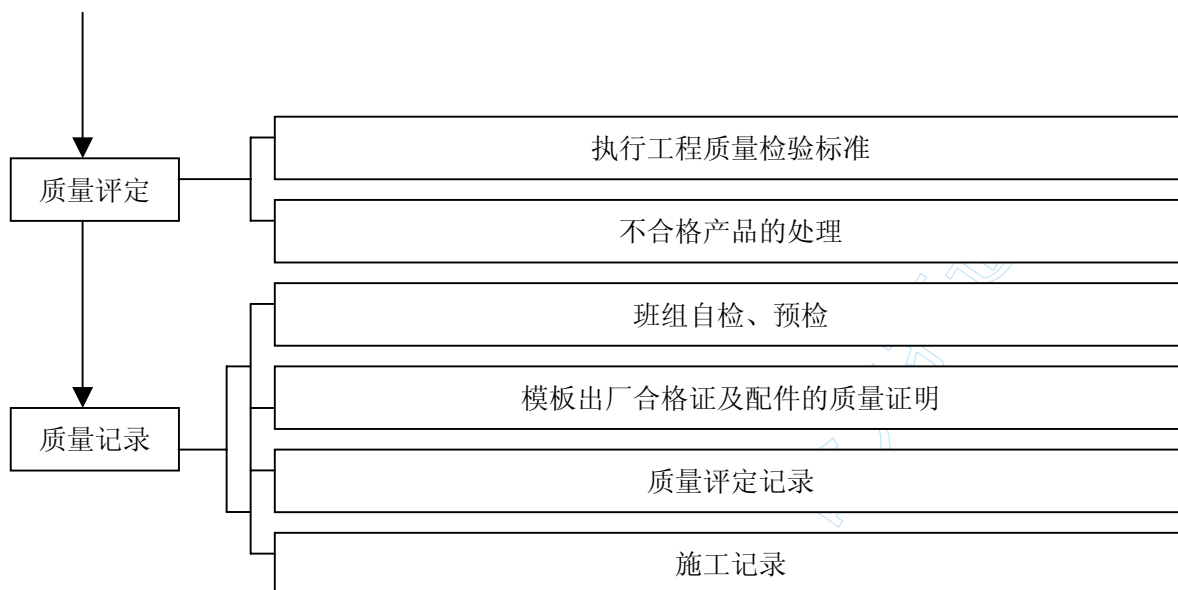 质量评定
执行工程质量检验标准
不合格产品的处理
质量记录
班组自检、预检
模板出厂合格证及配件的质量证明
质量评定记录
施工记录